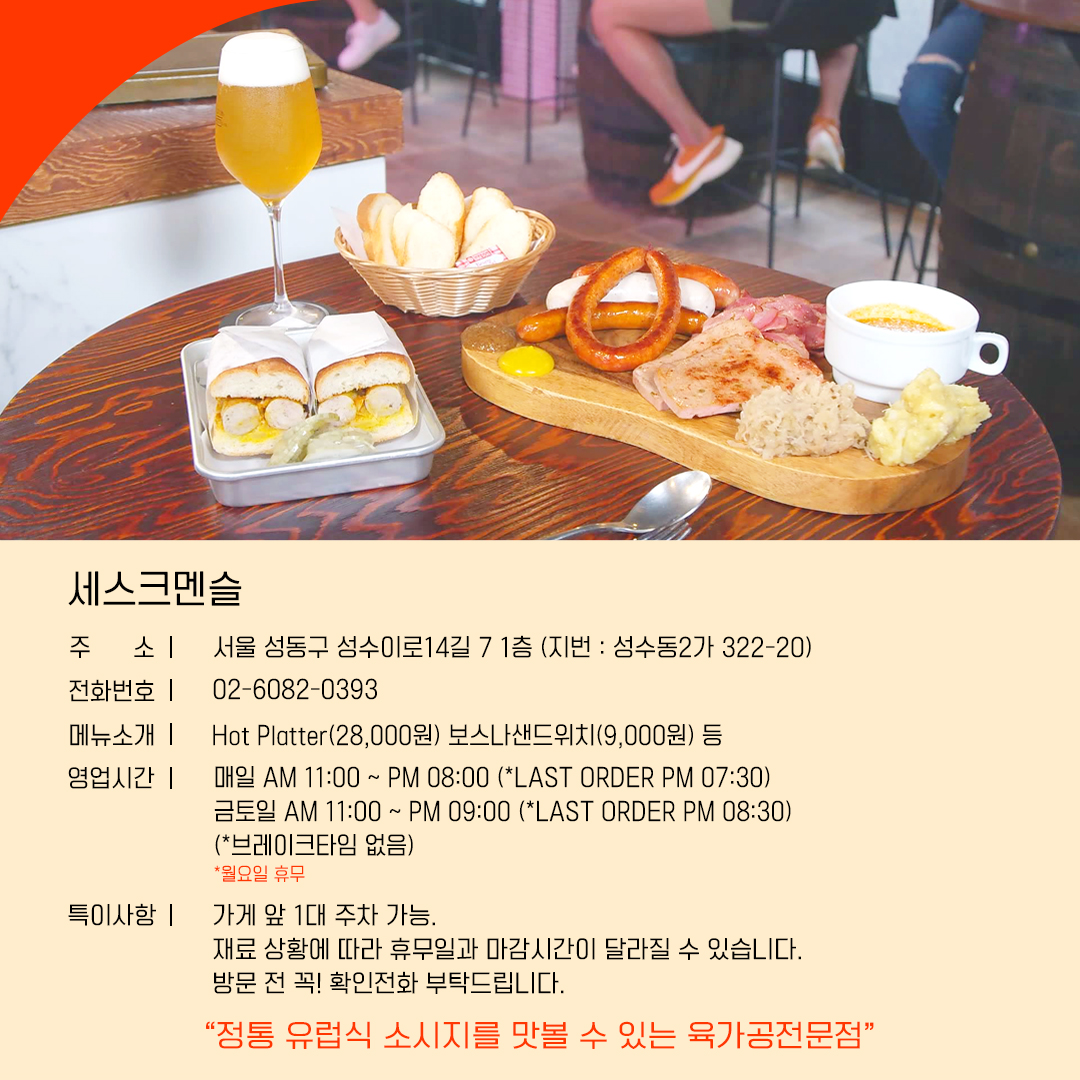 세스크멘슬
주 소 | 서울 성동구 성수이로14길 7 1층 (지번 : 성수동2가 322-20)
전화번호 | 02-6082-0393
메뉴소개 | Hot Platter(28,000원) 보스나샌드위치(9,000원) 등
영업시간 | 매일 AM 11:00 ~ PM 08:00 (*LAST ORDER PM 07:30)
금토일 AM 11:00 ~ PM 09:00 (*LAST ORDER PM 08:30)
(*브레이크타임 없음)
*월요일 휴무
특이사항 | 가게 앞 1대 주차 가능.
재료 상황에 따라 휴무일과 마감시간이 달라질 수 있습니다.
방문 전 꼭! 확인전화 부탁드립니다.
“정통 유럽식 소시지를 맛볼 수 있는 육가공전문점”